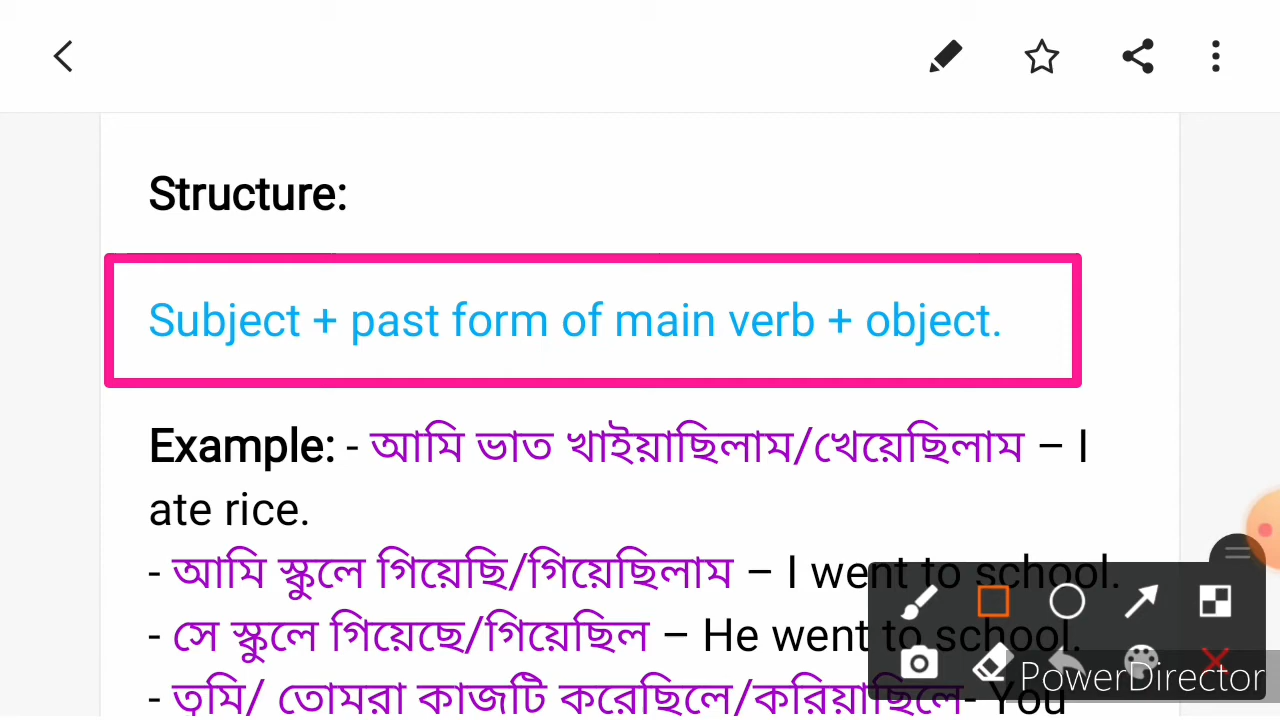 Structure:
Subject + past form of main verb + object.
Example: - আমি ভাত খাইয়াছিলাম/খেয়েছিলাম – I
ate rice.
- আমি স্কুলে গিয়েছি/গিয়েছিলাম – I went to school.
- সে স্কুলে গিয়েছে/গিয়েছিল – He went to school.
- তুমি/ তোমরা কাজটি করেছিলে/করিয়াছিলে- You
PowerDirector